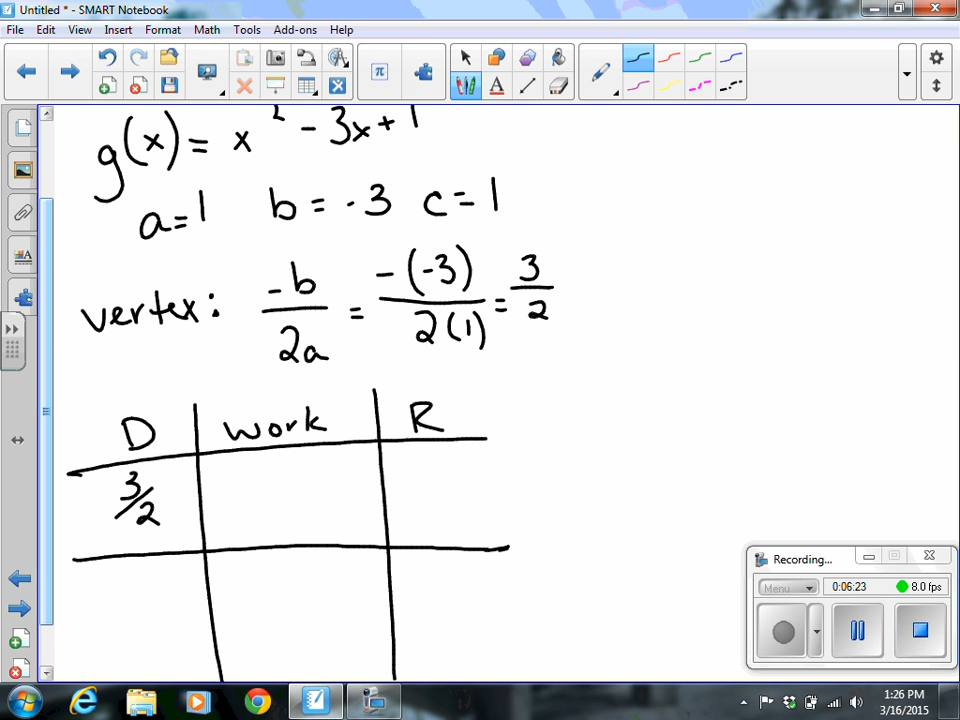 Untitled * - SMART Notebook
File Edit View Insert Format Math Tools Add-ons Help
g(x) = x² - 3x + 1
a = 1 b = -3 c = 1
vertex: -b/2a = -(-3)/2(1) = 3/2
D work R
3/2
Recording...
Menu 0:06:23 8.0 fps
1:26 PM
3/16/2015